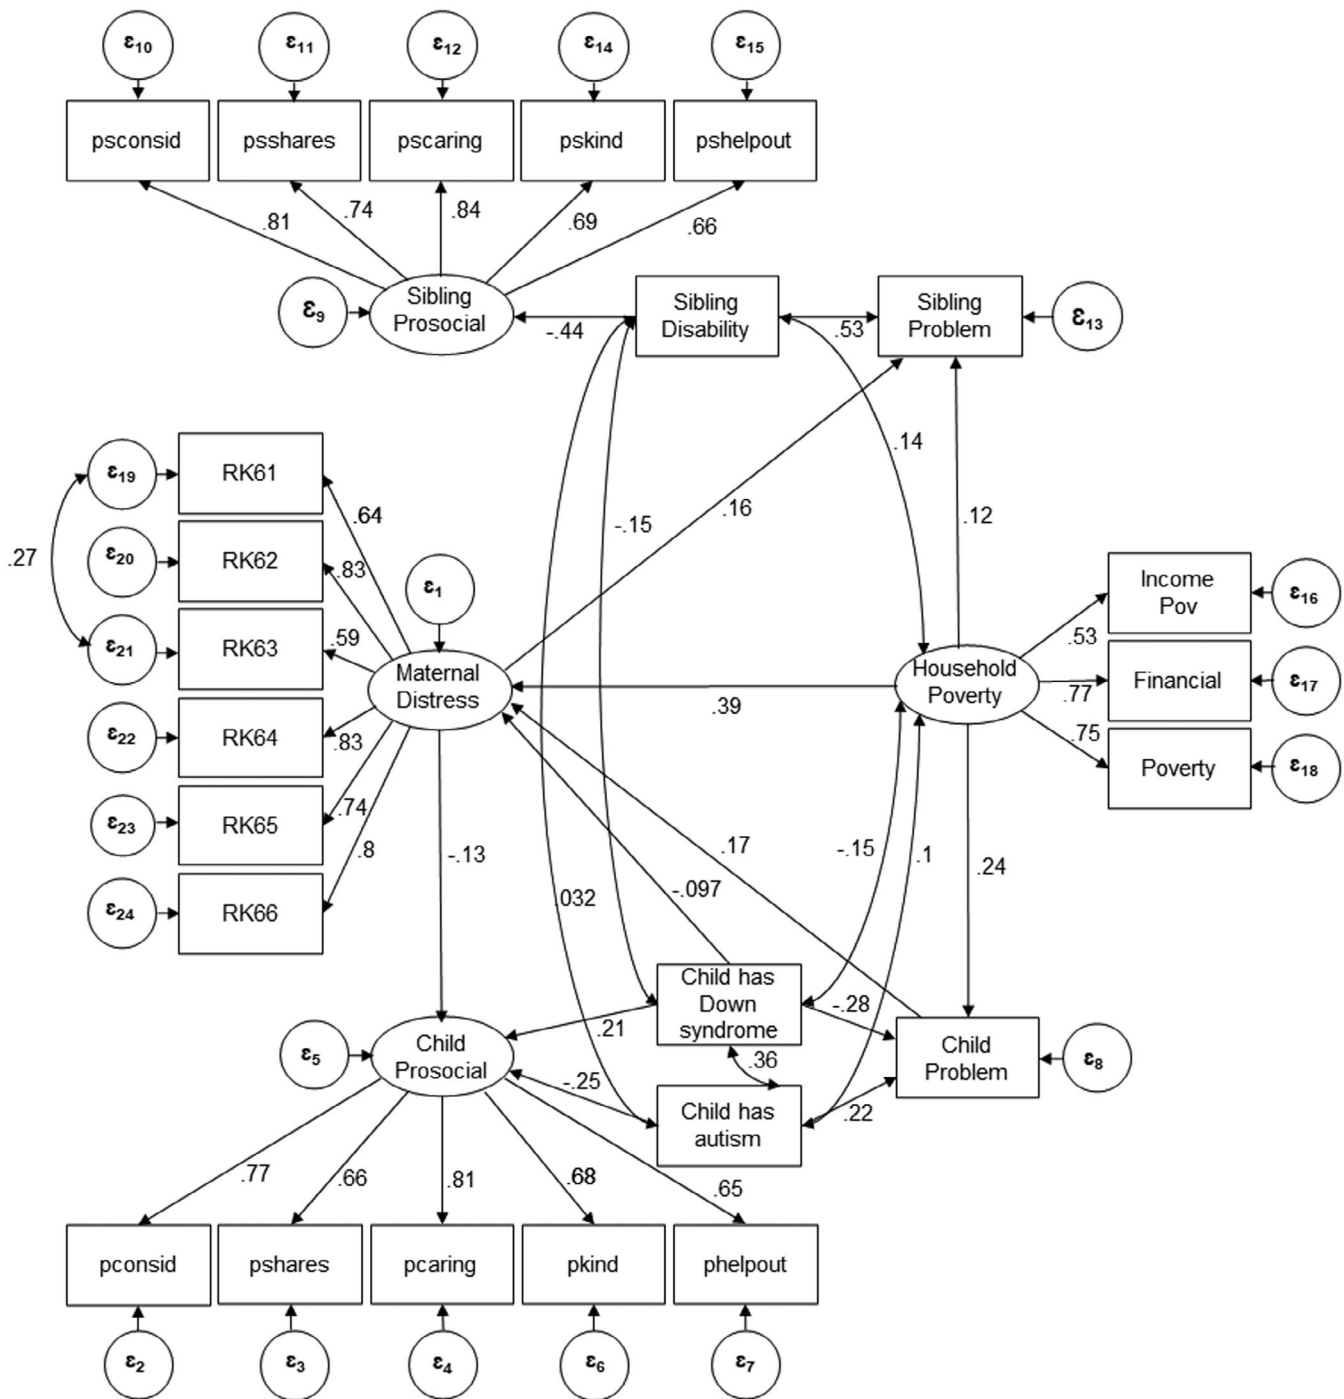 ε10
ε11
ε12
ε14
ε15
psconsid
psshares
pscaring
pskind
pshelpout
.81
.74
.84
.69
.66
ε9
Sibling
Prosocial
-.44
Sibling
Disability
.53
Sibling
Problem
ε13
.14
.16
-.15
.12
ε19
RK61
.64
.27
ε20
RK62
.83
ε1
ε21
RK63
.59
Maternal
Distress
.39
Household
Poverty
Income
Pov
ε16
.53
Financial
ε17
.77
.75
Poverty
ε18
ε22
RK64
.83
ε23
RK65
.74
ε24
RK66
.8
-.13
.032
-.097
.17
-.15
.1
.24
Child has
Down
syndrome
-.28
.21
.36
ε5
Child
Prosocial
-.25
Child has
autism
.22
Child
Problem
ε8
.77
.66
.81
.68
.65
pconsid
pshares
pcaring
pkind
phelpout
ε2
ε3
ε4
ε6
ε7